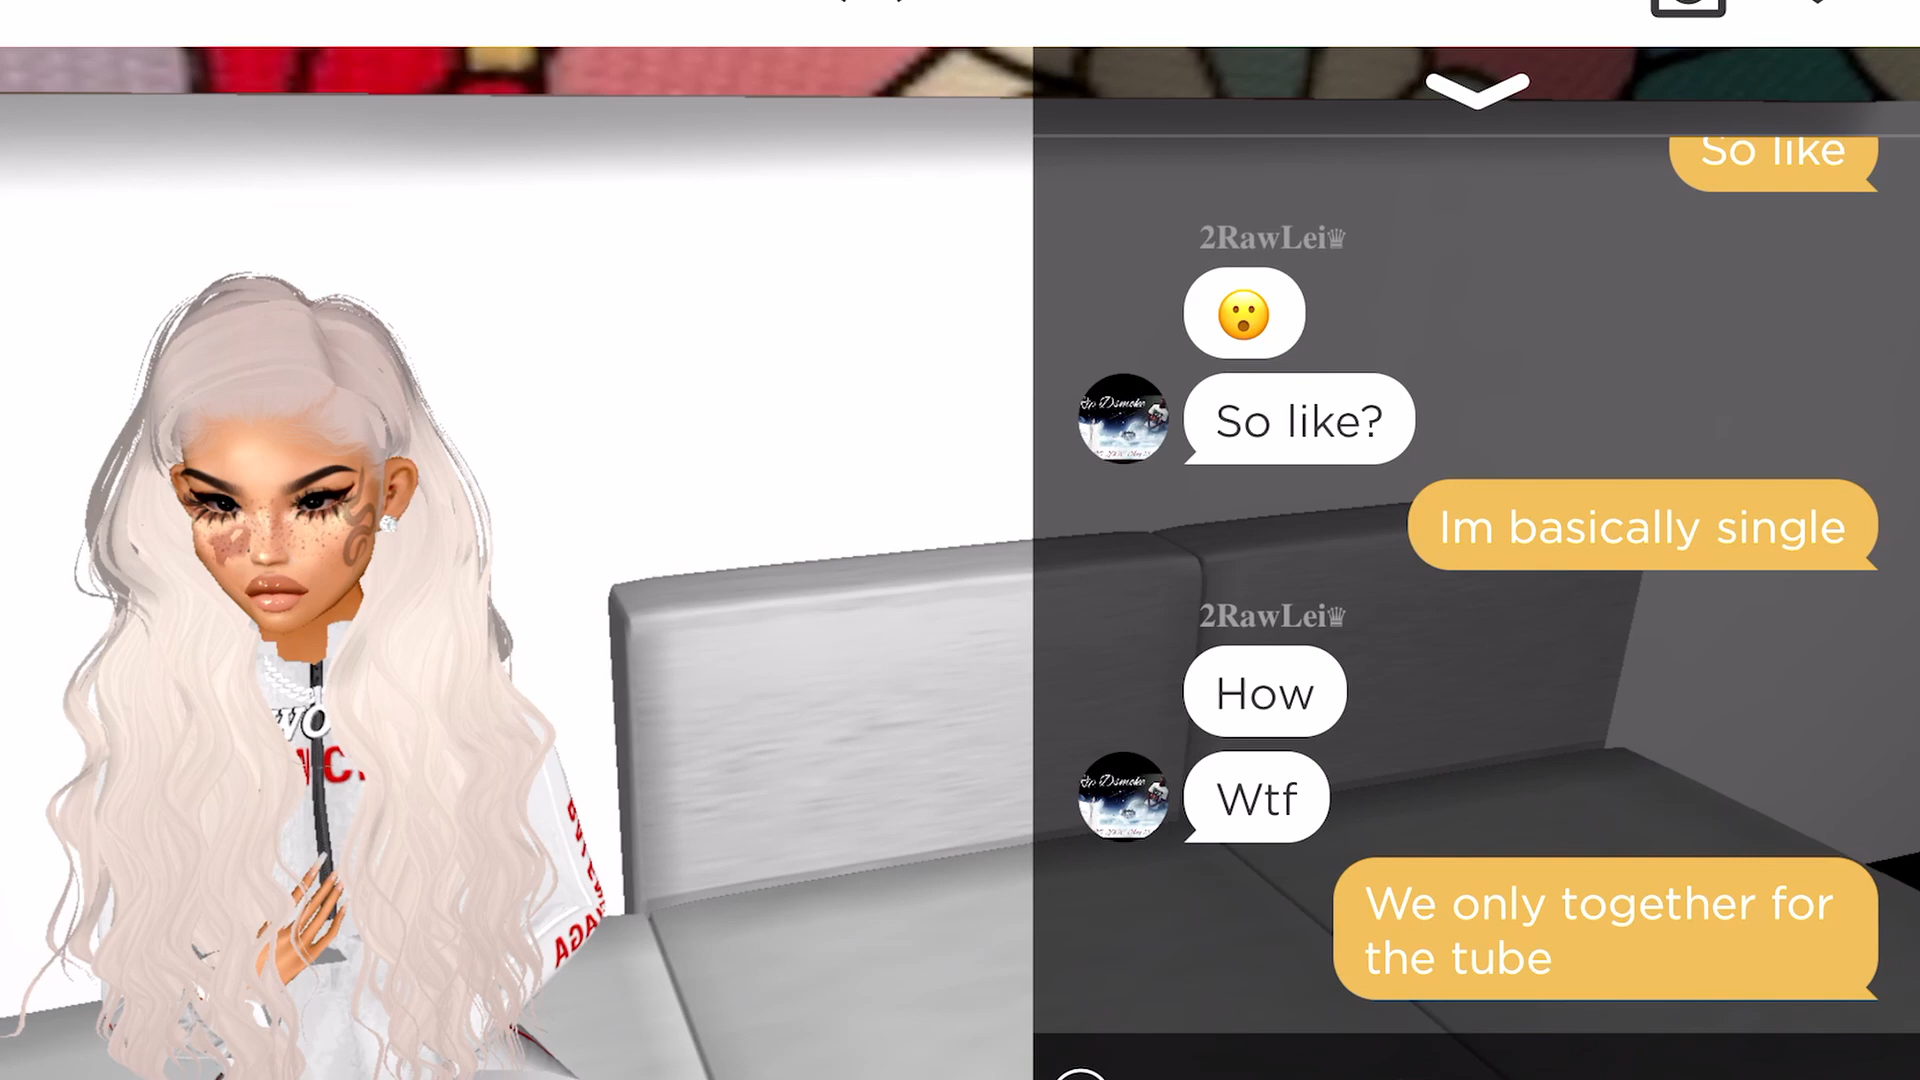 So like
2RawLei♛
😮
So like?
Im basically single
2RawLei♛
How
Wtf
We only together for
the tube